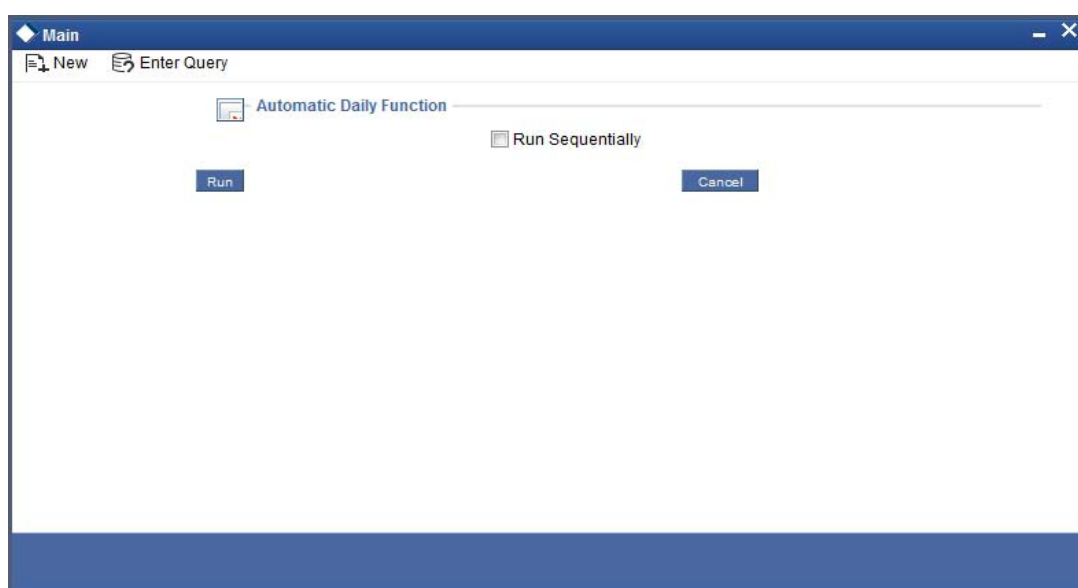 Main
New Enter Query
Automatic Daily Function
Run Sequentially
Run Cancel